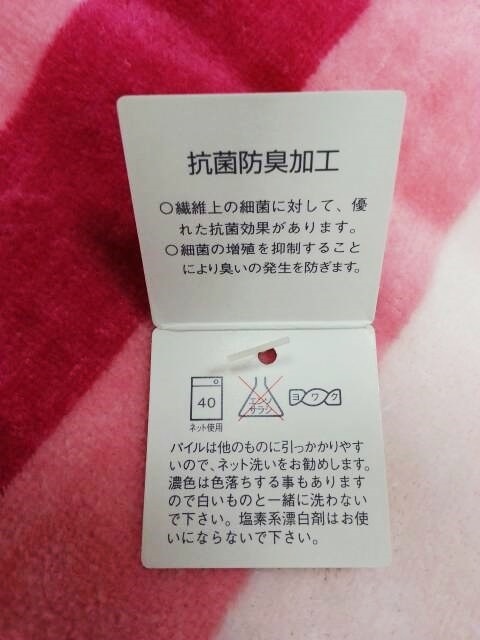 抗菌防臭加工
○繊維上の細菌に対して、優
れた抗菌効果があります。
○細菌の増殖を抑制すること
により臭いの発生を防ぎます。
40
ネット使用
エンソ
サラシ
ヨワク
パイルは他のものに引っかかりやす
いので、ネット洗いをお勧めします。
濃色は色落ちする事もあります
ので白いものと一緒に洗わない
で下さい。塩素系漂白剤はお使
いにならないで下さい。